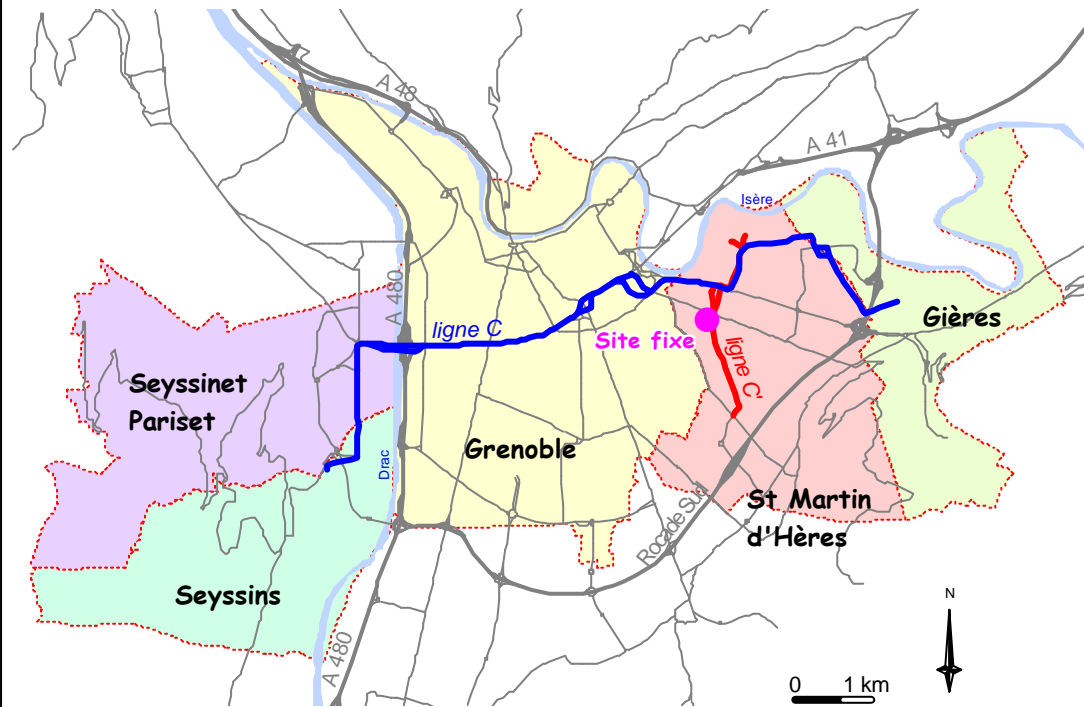 A 48
A 41
Isère
A 480
ligne C
Site fixe
Gières
ligne C'
Seyssinet
Pariset
Grenoble
Drac
St Martin
d'Hères
Rocade Sud
Seyssins
N
A 480
0 1 km